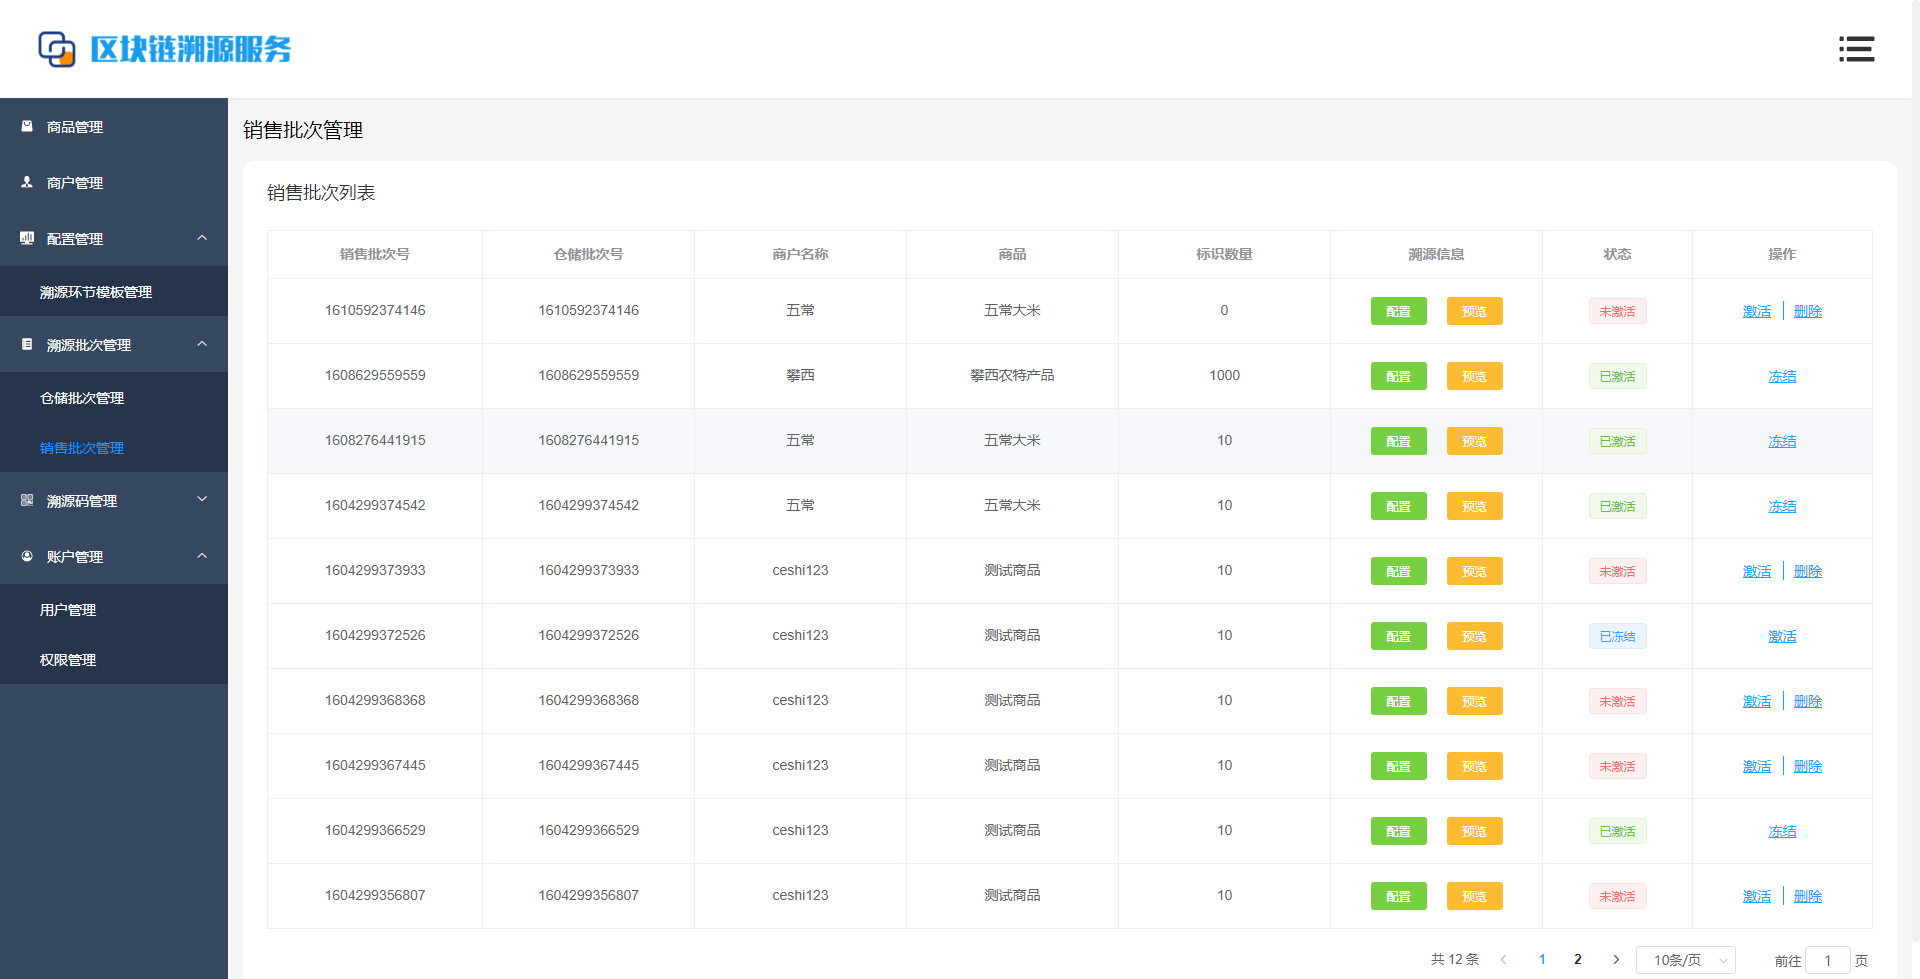 区块链溯源服务
商品管理
商户管理
配置管理
溯源环节模板管理
溯源批次管理
仓储批次管理
销售批次管理
溯源码管理
账户管理
用户管理
权限管理
销售批次管理
销售批次列表
销售批次号 仓储批次号 商户名称 商品 标识数量 溯源信息 状态 操作
1610592374146 1610592374146 五常 五常大米 0 配置 预览 未激活 激活 删除
1608629559559 1608629559559 攀西 攀西农特产品 1000 配置 预览 已激活 冻结
1608276441915 1608276441915 五常 五常大米 10 配置 预览 已激活 冻结
1604299374542 1604299374542 五常 五常大米 10 配置 预览 已激活 冻结
1604299373933 1604299373933 ceshi123 测试商品 10 配置 预览 未激活 激活 删除
1604299372526 1604299372526 ceshi123 测试商品 10 配置 预览 已冻结 激活
1604299368368 1604299368368 ceshi123 测试商品 10 配置 预览 未激活 激活 删除
1604299367445 1604299367445 ceshi123 测试商品 10 配置 预览 未激活 激活 删除
1604299366529 1604299366529 ceshi123 测试商品 10 配置 预览 已激活 冻结
1604299356807 1604299356807 ceshi123 测试商品 10 配置 预览 未激活 激活 删除
共 12 条 1 2 10条/页 前往 1 页